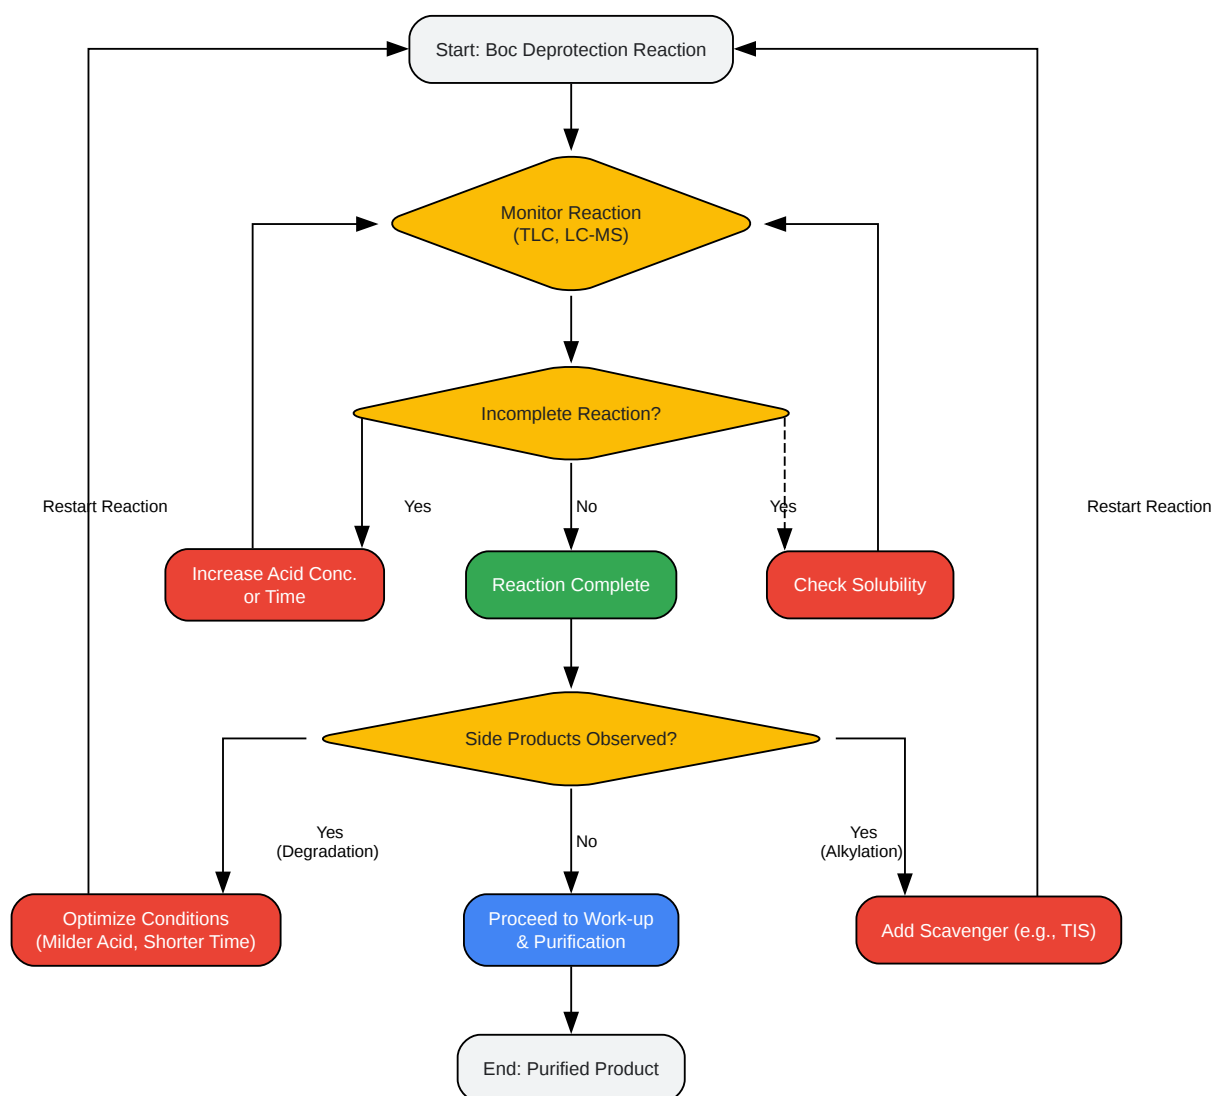 Start: Boc Deprotection Reaction
Monitor Reaction
(TLC, LC-MS)
Incomplete Reaction?
Restart Reaction
Yes
No
Yes
Restart Reaction
Increase Acid Conc.
or Time
Reaction Complete
Check Solubility
Side Products Observed?
Yes
(Degradation)
No
Yes
(Alkylation)
Optimize Conditions
(Milder Acid, Shorter Time)
Proceed to Work-up
& Purification
Add Scavenger (e.g., TIS)
End: Purified Product